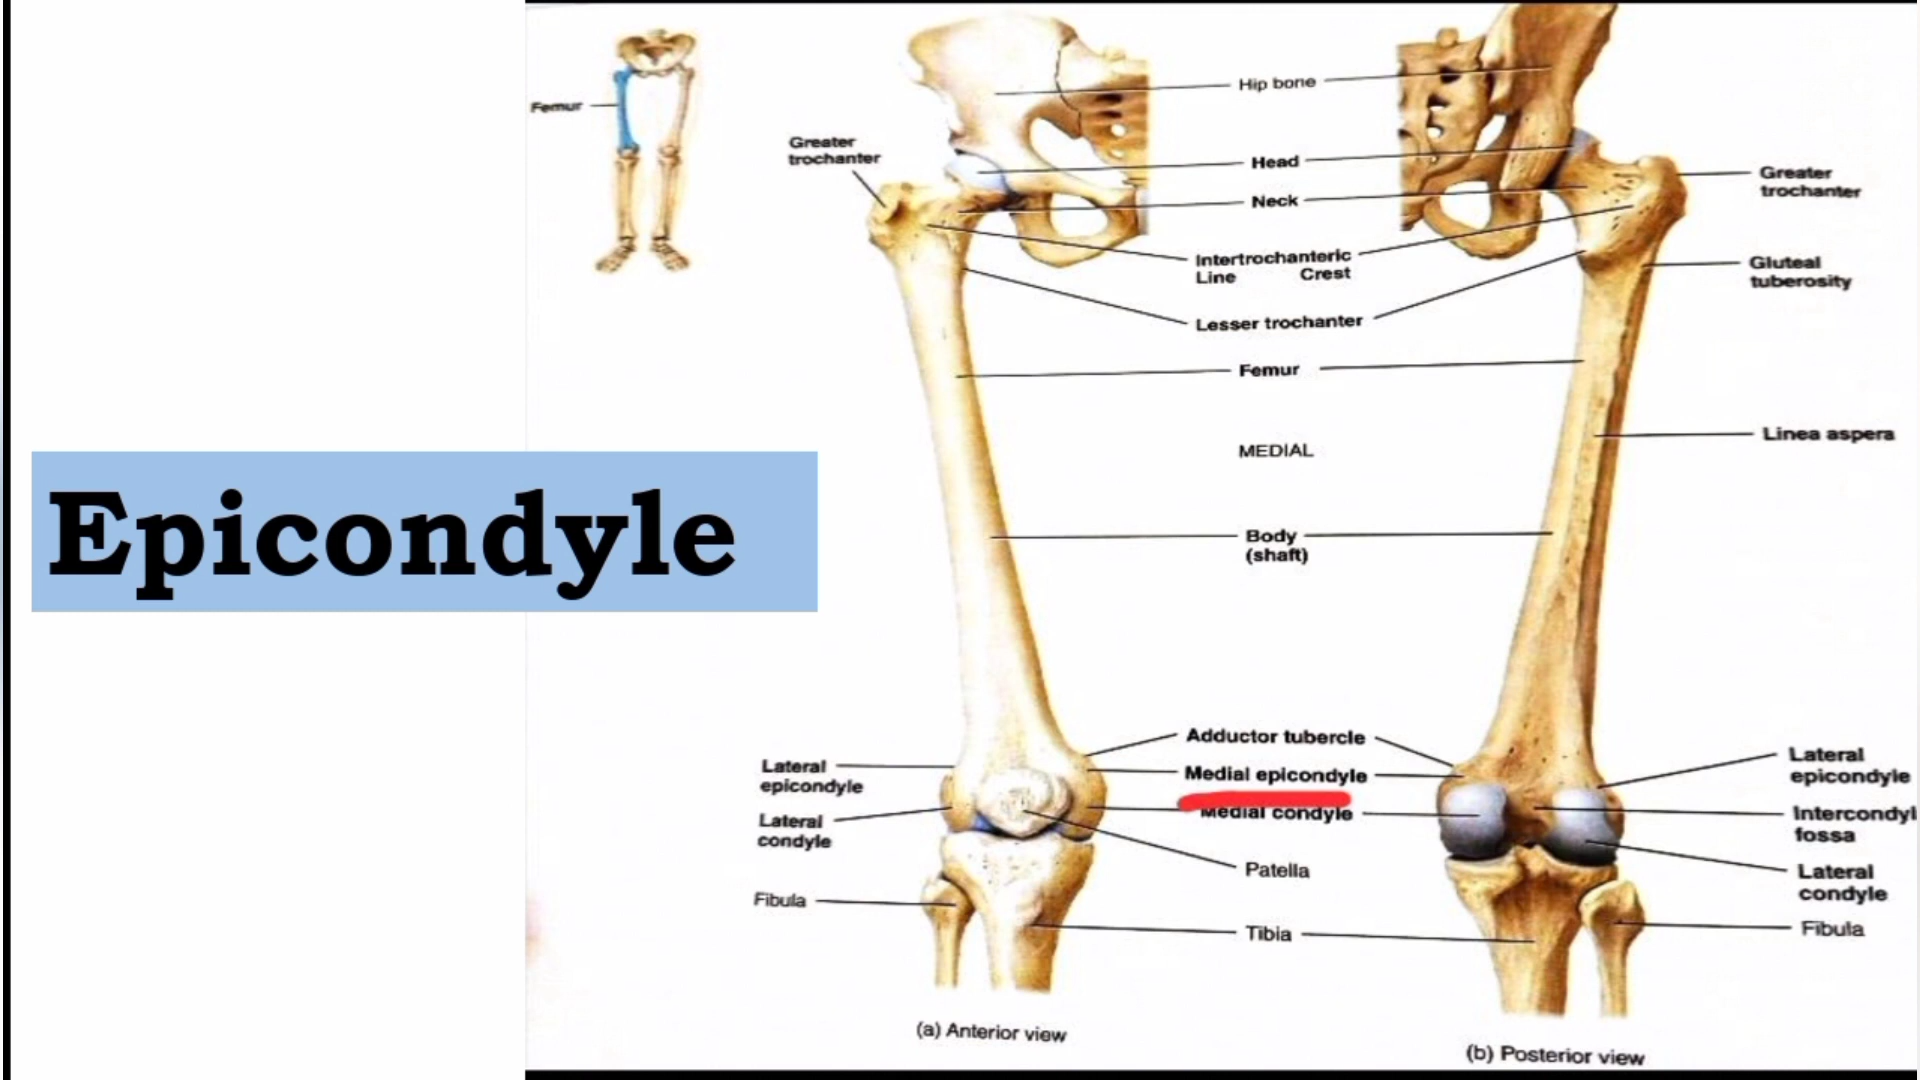 Epicondyle
Femur
Greater
trochanter
Hip bone
Head
Neck
Intertrochanteric
Line Crest
Lesser trochanter
Femur
MEDIAL
Body
(shaft)
Greater
trochanter
Gluteal
tuberosity
Linea aspera
Adductor tubercle
Medial epicondyle
Medial condyle
Patella
Tibia
Lateral
epicondyle
Lateral
condyle
Fibula
Lateral
epicondyle
Intercondyl
fossa
Lateral
condyle
Fibula
(a) Anterior view
(b) Posterior view